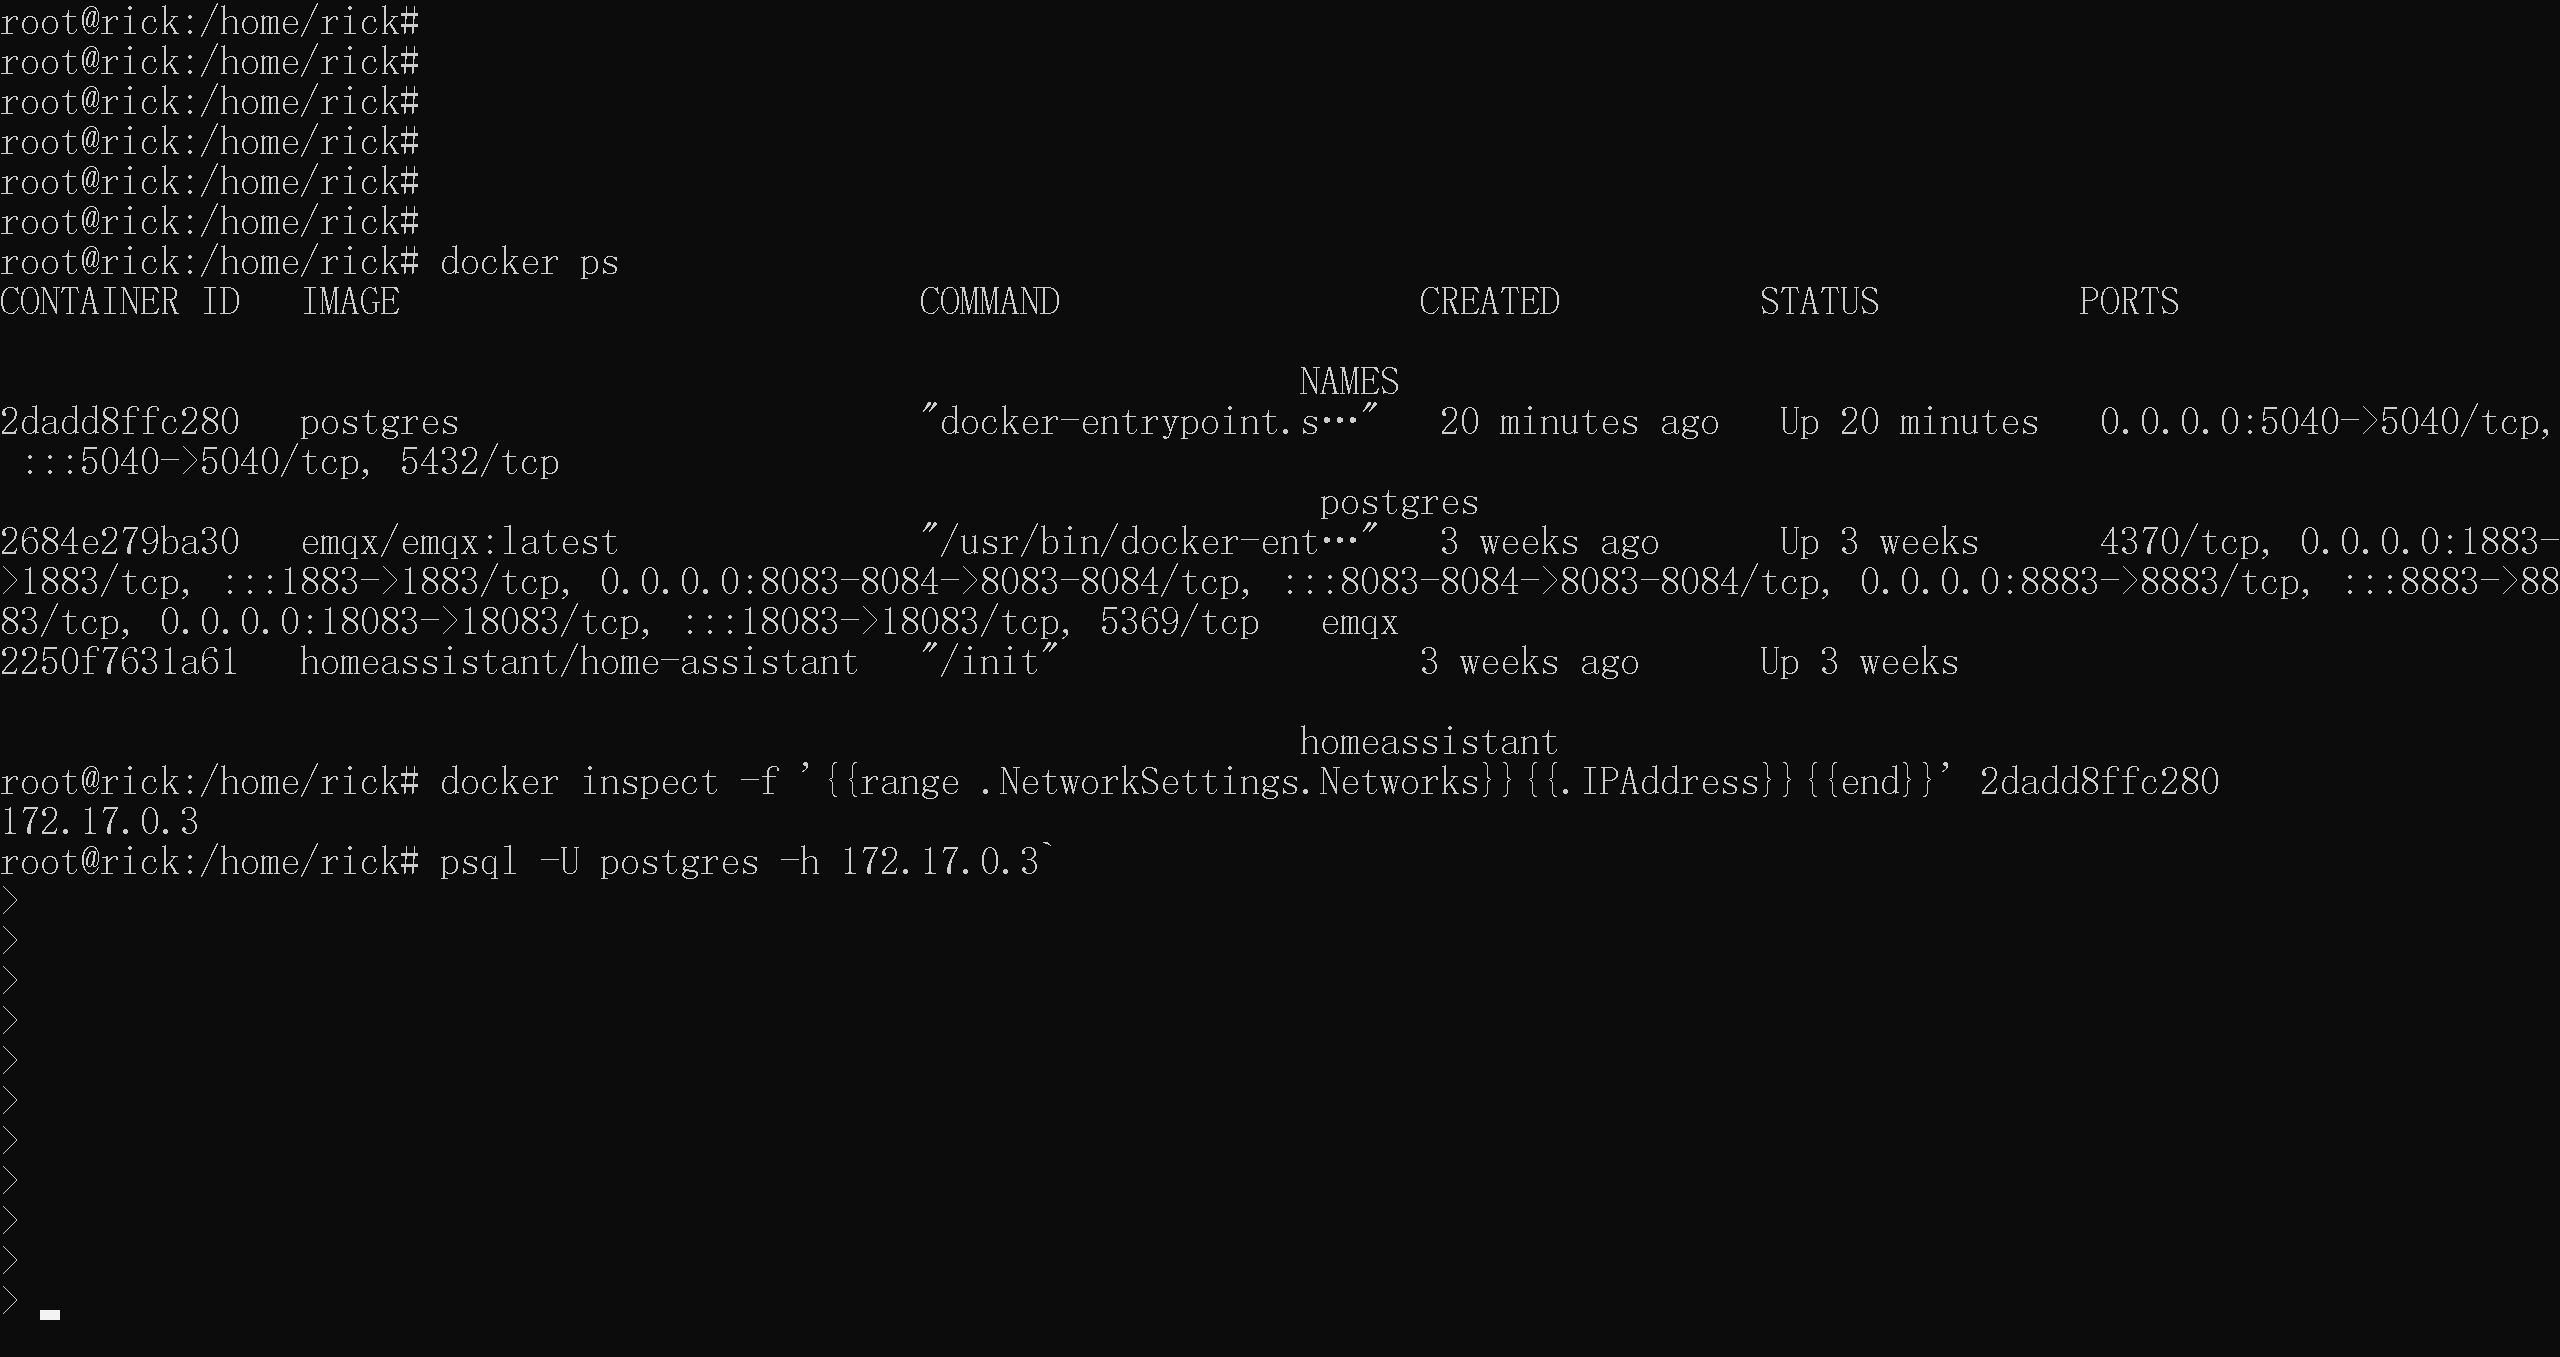 root@rick:/home/rick#
root@rick:/home/rick#
root@rick:/home/rick#
root@rick:/home/rick#
root@rick:/home/rick#
root@rick:/home/rick#
root@rick:/home/rick# docker ps
CONTAINER ID   IMAGE                          COMMAND                  CREATED          STATUS          PORTS
NAMES
2dadd8ffc280   postgres                       "docker-entrypoint.s…"   20 minutes ago   Up 20 minutes   0.0.0.0:5040->5040/tcp,
 :::5040->5040/tcp, 5432/tcp
postgres
2684e279ba30   emqx/emqx:latest               "/usr/bin/docker-ent…"   3 weeks ago      Up 3 weeks      4370/tcp, 0.0.0.0:1883-
>1883/tcp, :::1883->1883/tcp, 0.0.0.0:8083-8084->8083-8084/tcp, :::8083-8084->8083-8084/tcp, 0.0.0.0:8883->8883/tcp, :::8883->88
83/tcp, 0.0.0.0:18083->18083/tcp, :::18083->18083/tcp, 5369/tcp   emqx
2250f7631a61   homeassistant/home-assistant   "/init"                  3 weeks ago      Up 3 weeks
homeassistant
root@rick:/home/rick# docker inspect -f '{{range .NetworkSettings.Networks}}{{.IPAddress}}{{end}}' 2dadd8ffc280
172.17.0.3
root@rick:/home/rick# psql -U postgres -h 172.17.0.3`
>
>
>
>
>
>
>
>
>
>
>